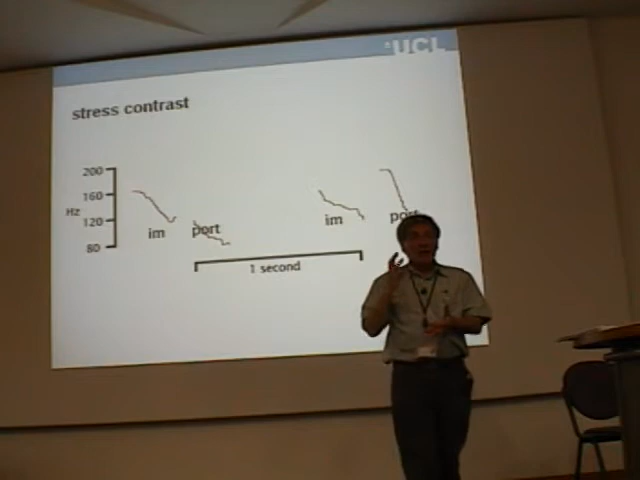 UCL
stress contrast
200
160
Hz
120
80
im
port
im
port
1 second